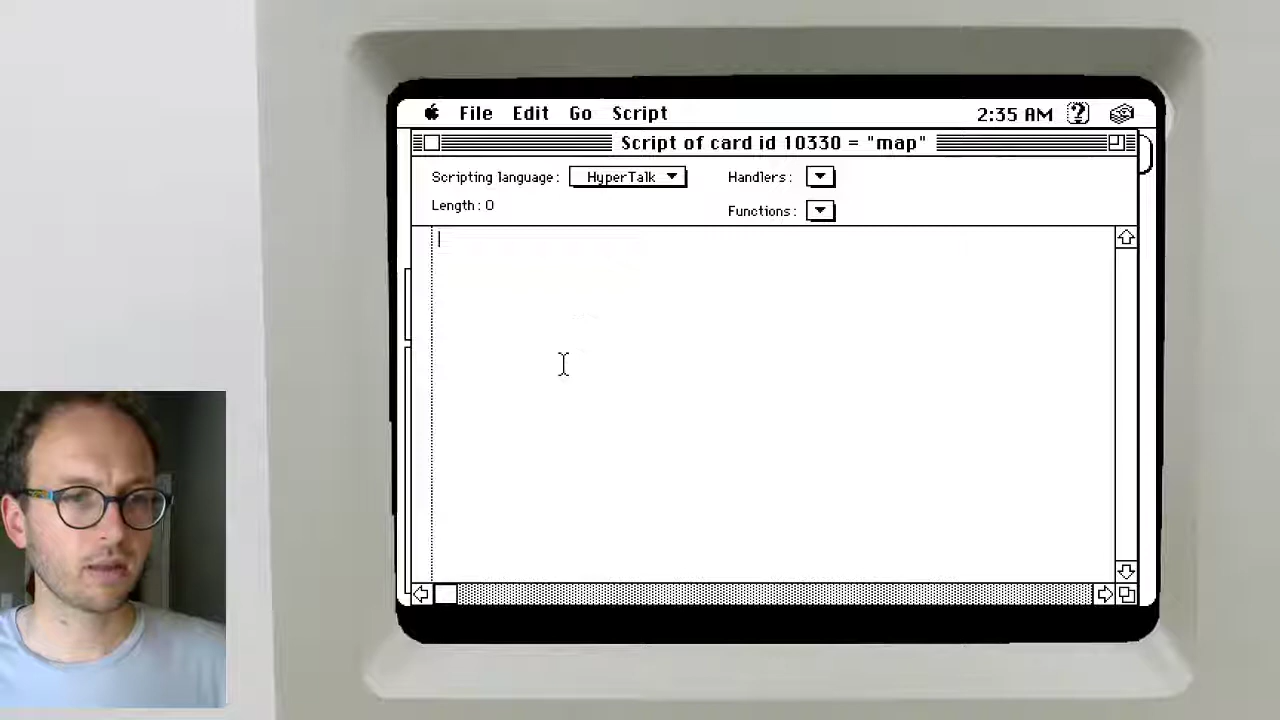 File Edit Go Script 2:35 AM
Script of card id 10330 = "map"
Scripting language: HyperTalk Handlers:
Length: 0
Functions: